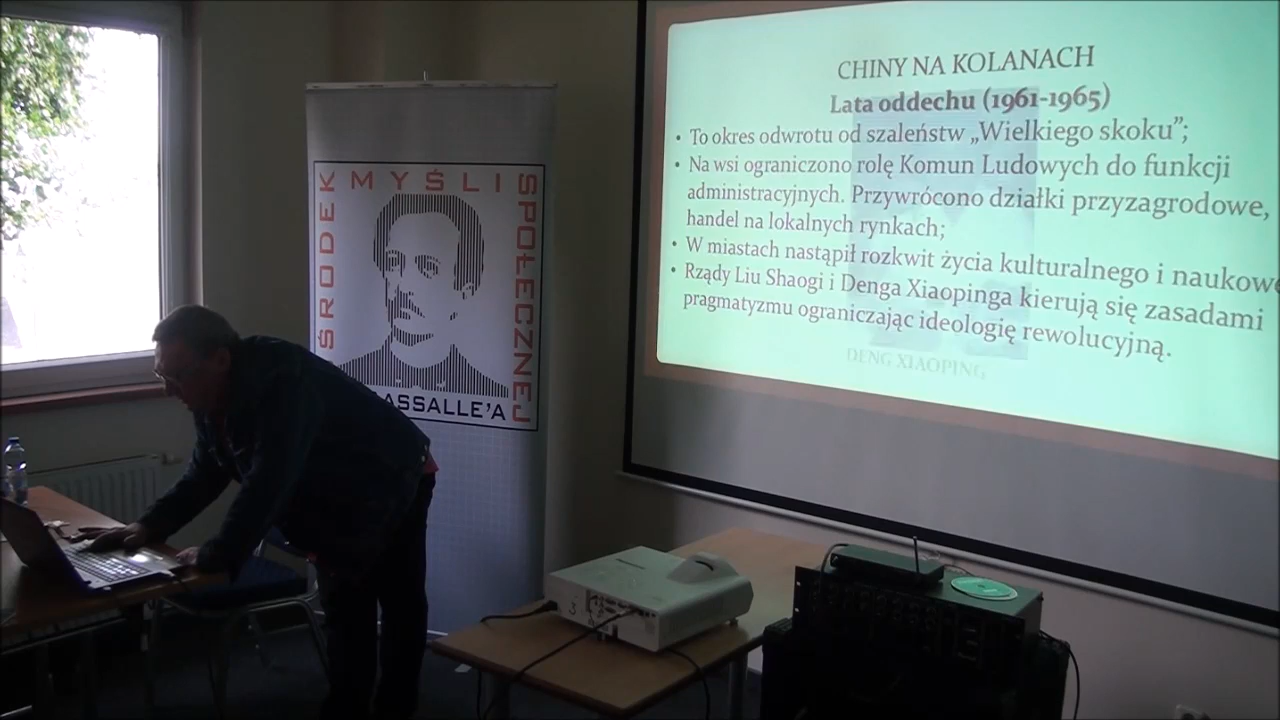 CHINY NA KOLANACH
Lata oddechu (1961-1965)
• To okres odwrotu od szaleństw „Wielkiego skoku”;
• Na wsi ograniczono rolę Komun Ludowych do funkcji
administracyjnych. Przywrócono działki przyzagrodowe,
handel na lokalnych rynkach;
• W miastach nastąpił rozkwit życia kulturalnego i naukowe
• Rządy Liu Shaogi i Denga Xiaopinga kierują się zasadami
pragmatyzmu ograniczając ideologię rewolucyjną.
DENG XIAOPING
OŚRODEK MYŚLI SPOŁECZNEJ
ASSALLE'A